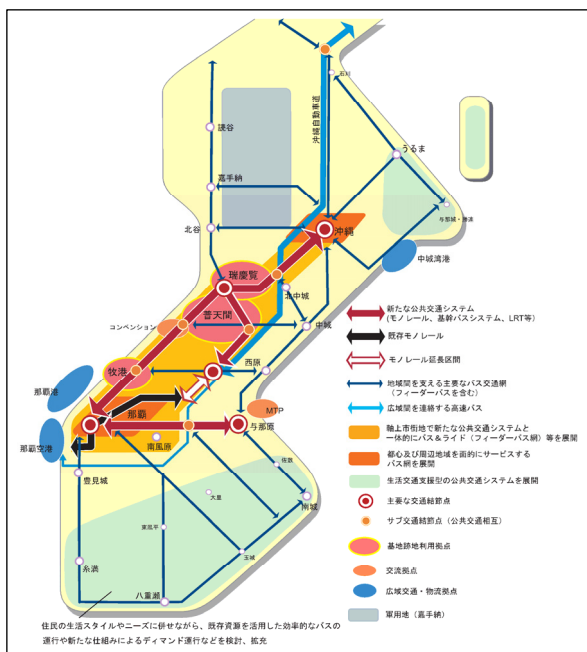 石川
沖縄自動車道
読谷
うるま
嘉手納
与那城・勝連
北谷
沖縄
中城湾港
瑞慶覧
北中城
新たな公共交通システム
(モノレール、基幹バスシステム、LRT等)
普天間
コンベンション
中城
既存モノレール
モノレール延長区間
牧港
西原
地域間を支える主要なバス交通網
(フィーダーバスを含む)
那覇港
広域間を連絡する高速バス
那覇
MTP
与那原
軸上市街地で新たな公共交通システムと
一体的にバス&ライド(フィーダーバス網)等を展開
南風原
那覇空港
都心及び周辺地域を面的にサービスする
バス網を展開
豊見城
佐敷
生活交通支援型の公共交通システムを展開
大里
南城
主要な交通結節点
東風平
サブ交通結節点(公共交通相互)
玉城
基地跡地利用拠点
糸満
交流拠点
八重瀬
広域交通・物流拠点
軍用地(嘉手納)
住民の生活スタイルやニーズに併せながら、既存資源を活用した効率的なバスの
運行や新たな仕組みによるディマンド運行などを検討、拡充